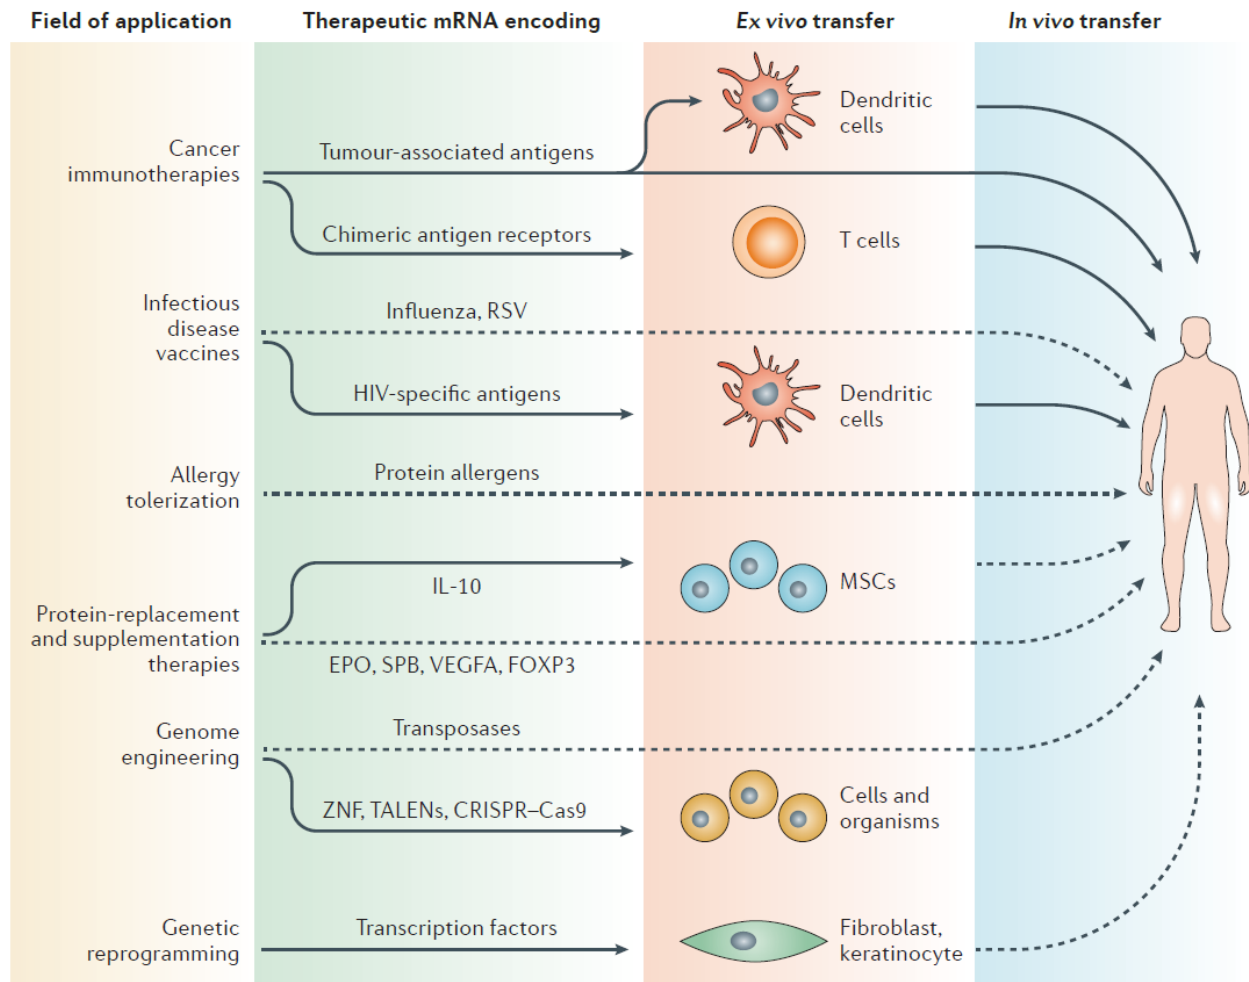 Field of application
Therapeutic mRNA encoding
Ex vivo transfer
In vivo transfer
Cancer
immunotherapies
Tumour-associated antigens
Dendritic
cells
Chimeric antigen receptors
T cells
Infectious
disease
vaccines
Influenza, RSV
HIV-specific antigens
Dendritic
cells
Allergy
tolerization
Protein allergens
Protein-replacement
and supplementation
therapies
IL-10
MSCs
EPO, SPB, VEGFA, FOXP3
Genome
engineering
Transposases
ZNF, TALENs, CRISPR–Cas9
Cells and
organisms
Genetic
reprogramming
Transcription factors
Fibroblast,
keratinocyte